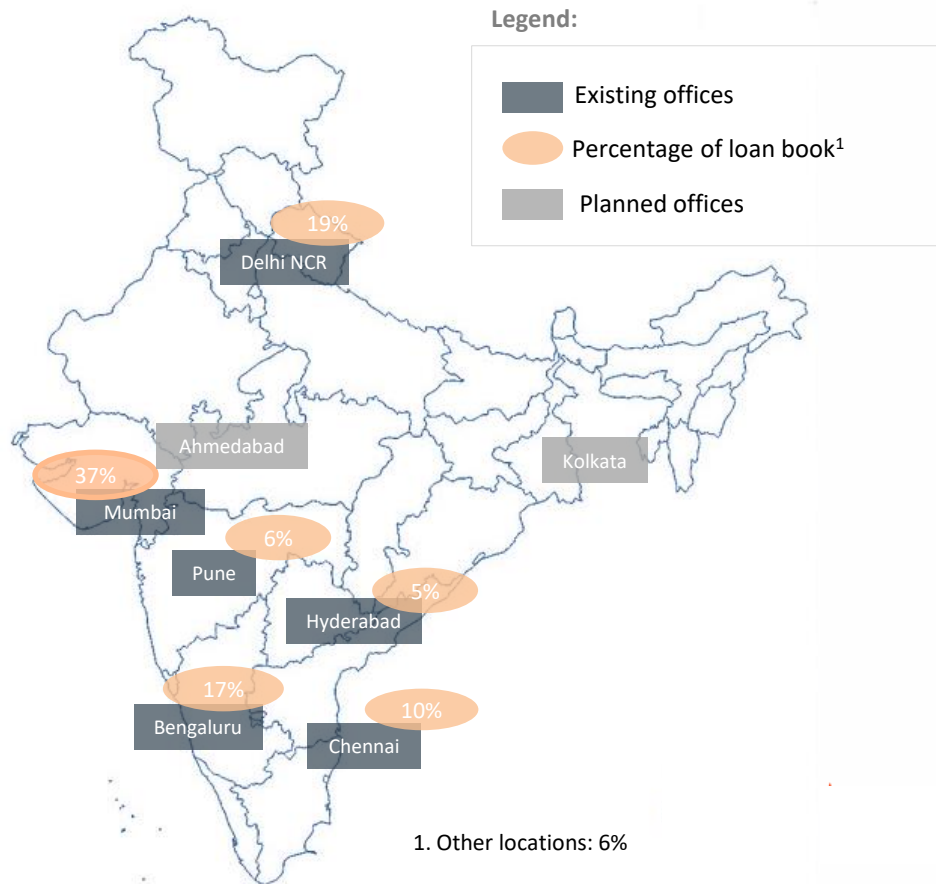 Legend:
Existing offices
Percentage of loan book¹
Planned offices
19%
Delhi NCR
Ahmedabad
Kolkata
37%
Mumbai
6%
Pune
5%
Hyderabad
17%
Bengaluru
10%
Chennai
1. Other locations: 6%